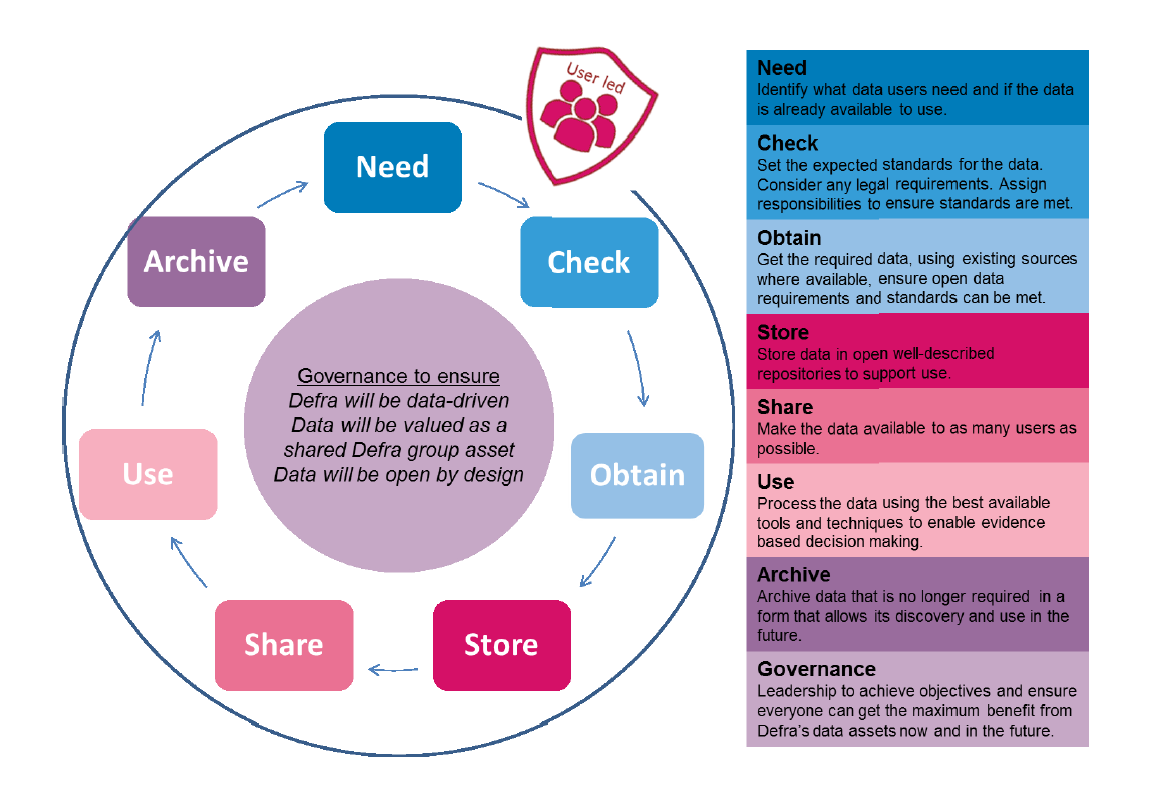 User led
Need
Check
Archive
Governance to ensure
Defra will be data-driven
Data will be valued as a
shared Defra group asset
Data will be open by design
Use
Obtain
Share
Store
Need
Identify what data users need and if the data
is already available to use.
Check
Set the expected standards for the data.
Consider any legal requirements. Assign
responsibilities to ensure standards are met.
Obtain
Get the required data, using existing sources
where available, ensure open data
requirements and standards can be met.
Store
Store data in open well-described
repositories to support use.
Share
Make the data available to as many users as
possible.
Use
Process the data using the best available
tools and techniques to enable evidence
based decision making.
Archive
Archive data that is no longer required in a
form that allows its discovery and use in the
future.
Governance
Leadership to achieve objectives and ensure
everyone can get the maximum benefit from
Defra's data assets now and in the future.